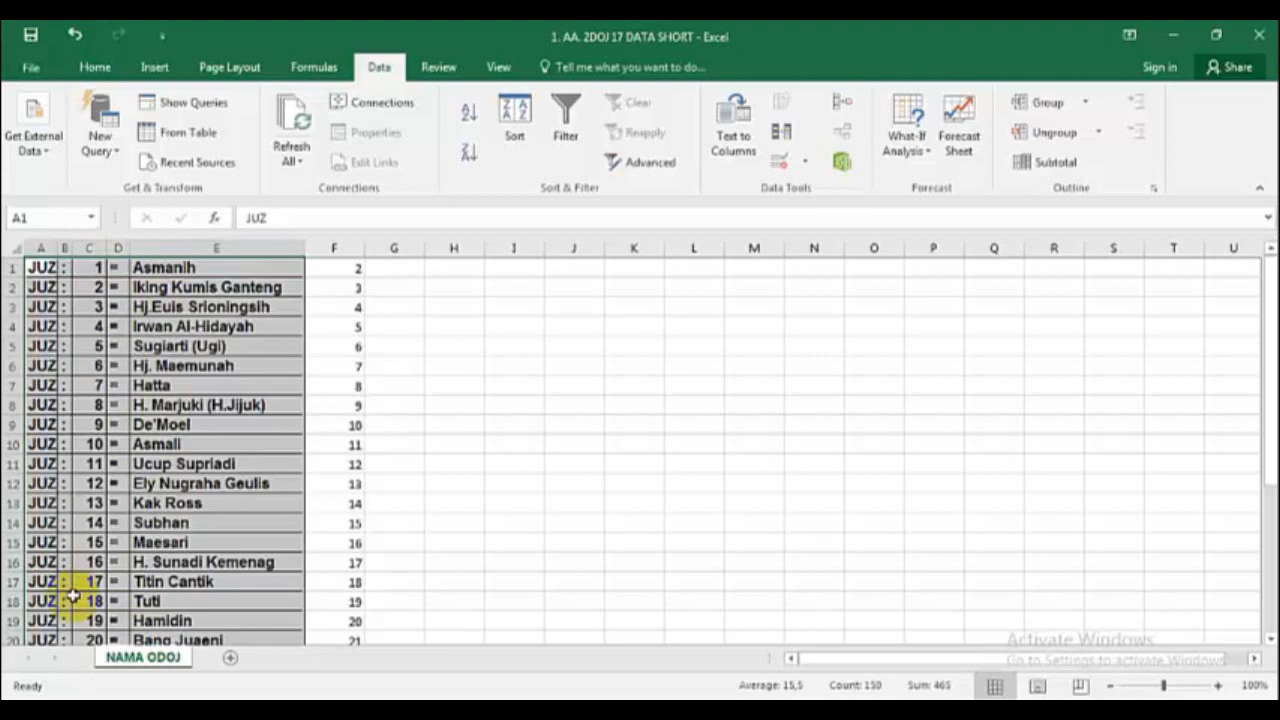 1. AA. 2DOJ 17 DATA SHORT - Excel
File Home Insert Page Layout Formulas Data Review View Tell me what you want to do... Sign in Share
Get External Data
New Query
Show Queries
From Table
Recent Sources
Get & Transform
Refresh All
Connections
Properties
Edit Links
Connections
Sort
Filter
Clear
Reapply
Advanced
Sort & Filter
Text to Columns
Data Tools
What-If Analysis
Forecast Sheet
Forecast
Group
Ungroup
Subtotal
Outline
A1 fx JUZ
A B C D E F G H I J K L M N O P Q R S T U
1 JUZ : 1 = Asmanih 2
2 JUZ : 2 = Iking Kumis Ganteng 3
3 JUZ : 3 = Hj.Euis Srioningsih 4
4 JUZ : 4 = Irwan Al-Hidayah 5
5 JUZ : 5 = Sugiarti (Ugi) 6
6 JUZ : 6 = Hj. Maemunah 7
7 JUZ : 7 = Hatta 8
8 JUZ : 8 = H. Marjuki (H.Jijuk) 9
9 JUZ : 9 = De'Moel 10
10 JUZ : 10 = Asmali 11
11 JUZ : 11 = Ucup Supriadi 12
12 JUZ : 12 = Ely Nugraha Geulis 13
13 JUZ : 13 = Kak Ross 14
14 JUZ : 14 = Subhan 15
15 JUZ : 15 = Maesari 16
16 JUZ : 16 = H. Sunadi Kemenag 17
17 JUZ : 17 = Titin Cantik 18
18 JUZ : 18 = Tuti 19
19 JUZ : 19 = Hamidin 20
20 JUZ : 20 = Bang Juaeni 21
Activate Windows
Go to Settings to activate Windows.
NAMA ODOJ
Ready Average: 15,5 Count: 150 Sum: 465 100%